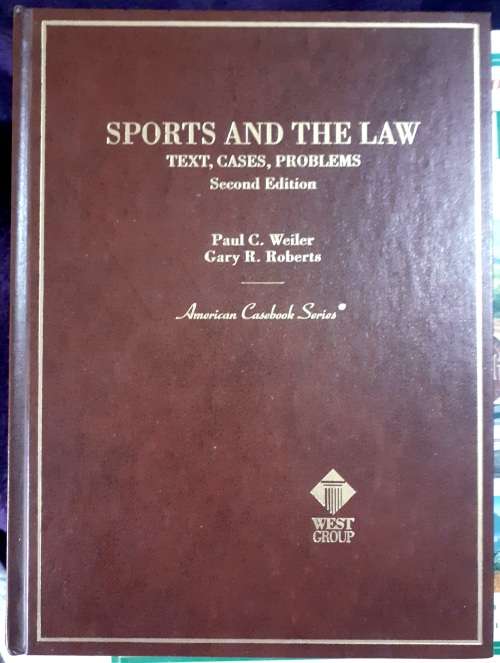 SPORTS AND THE LAW
TEXT, CASES, PROBLEMS
Second Edition
Paul C. Weiler
Gary R. Roberts
American Casebook Series®
WEST
GROUP